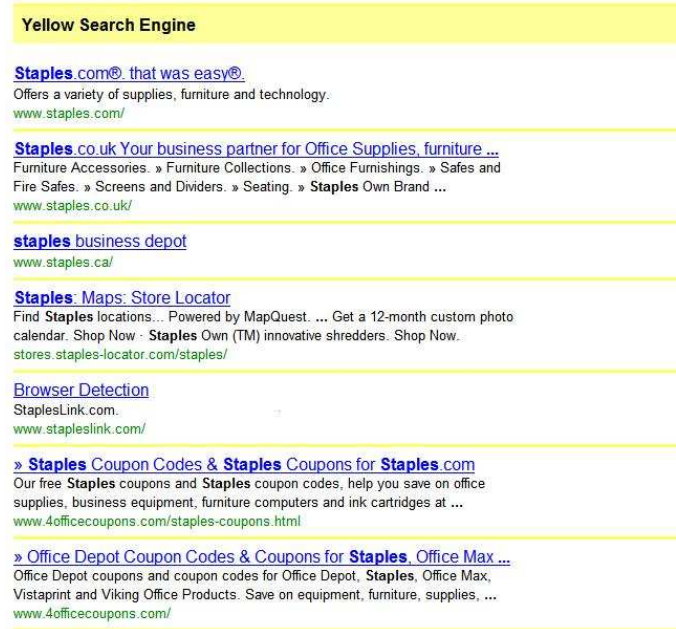 Yellow Search Engine
Staples.com®. that was easy®.
Offers a variety of supplies, furniture and technology.
www.staples.com/
Staples.co.uk Your business partner for Office Supplies, furniture ...
Furniture Accessories. » Furniture Collections. » Office Furnishings. » Safes and
Fire Safes. » Screens and Dividers. » Seating. » Staples Own Brand ...
www.staples.co.uk/
staples business depot
www.staples.ca/
Staples: Maps: Store Locator
Find Staples locations... Powered by MapQuest. ... Get a 12-month custom photo
calendar. Shop Now · Staples Own (TM) innovative shredders. Shop Now.
stores.staples-locator.com/staples/
Browser Detection
StaplesLink.com.
www.stapleslink.com/
» Staples Coupon Codes & Staples Coupons for Staples.com
Our free Staples coupons and Staples coupon codes, help you save on office
supplies, business equipment, furniture computers and ink cartridges at ...
www.4officecoupons.com/staples-coupons.html
» Office Depot Coupon Codes & Coupons for Staples, Office Max ...
Office Depot coupons and coupon codes for Office Depot, Staples, Office Max,
Vistaprint and Viking Office Products. Save on equipment, furniture, supplies, ...
www.4officecoupons.com/